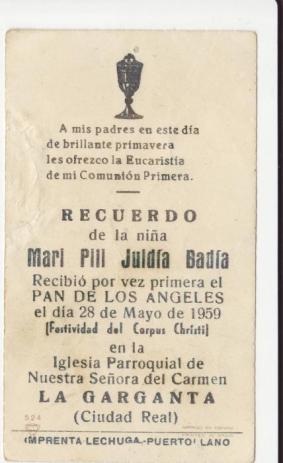 A mis padres en este día
de brillante primavera
les ofrezco la Eucaristía
de mi Comunión Primera.
RECUERDO
de la niña
Mari Pili Juldía Badía
Recibió por vez primera el
PAN DE LOS ANGELES
el día 28 de Mayo de 1959
(Festividad del Corpus Christi)
en la
Iglesia Parroquial de
Nuestra Señora del Carmen
LA GARGANTA
(Ciudad Real)
524
IMPRENTA LECHUGA-PUERTOLLANO